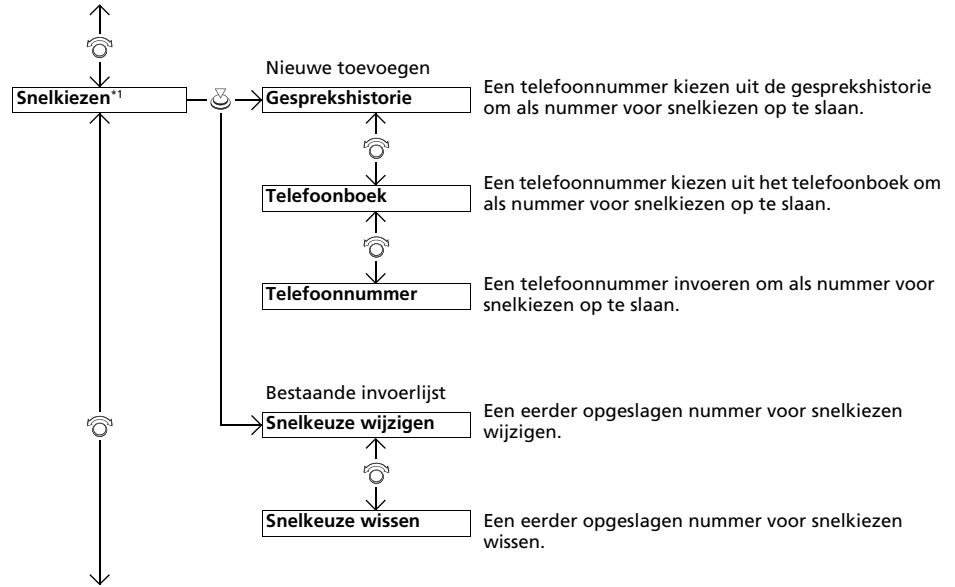 Nieuwe toevoegen
Snelkiezen*1
Gesprekshistorie
Een telefoonnummer kiezen uit de gesprekshistorie
om als nummer voor snelkiezen op te slaan.
Telefoonboek
Een telefoonnummer kiezen uit het telefoonboek om
als nummer voor snelkiezen op te slaan.
Telefoonnummer
Een telefoonnummer invoeren om als nummer voor
snelkiezen op te slaan.
Bestaande invoerlijst
Snelkeuze wijzigen
Een eerder opgeslagen nummer voor snelkiezen
wijzigen.
Snelkeuze wissen
Een eerder opgeslagen nummer voor snelkiezen
wissen.